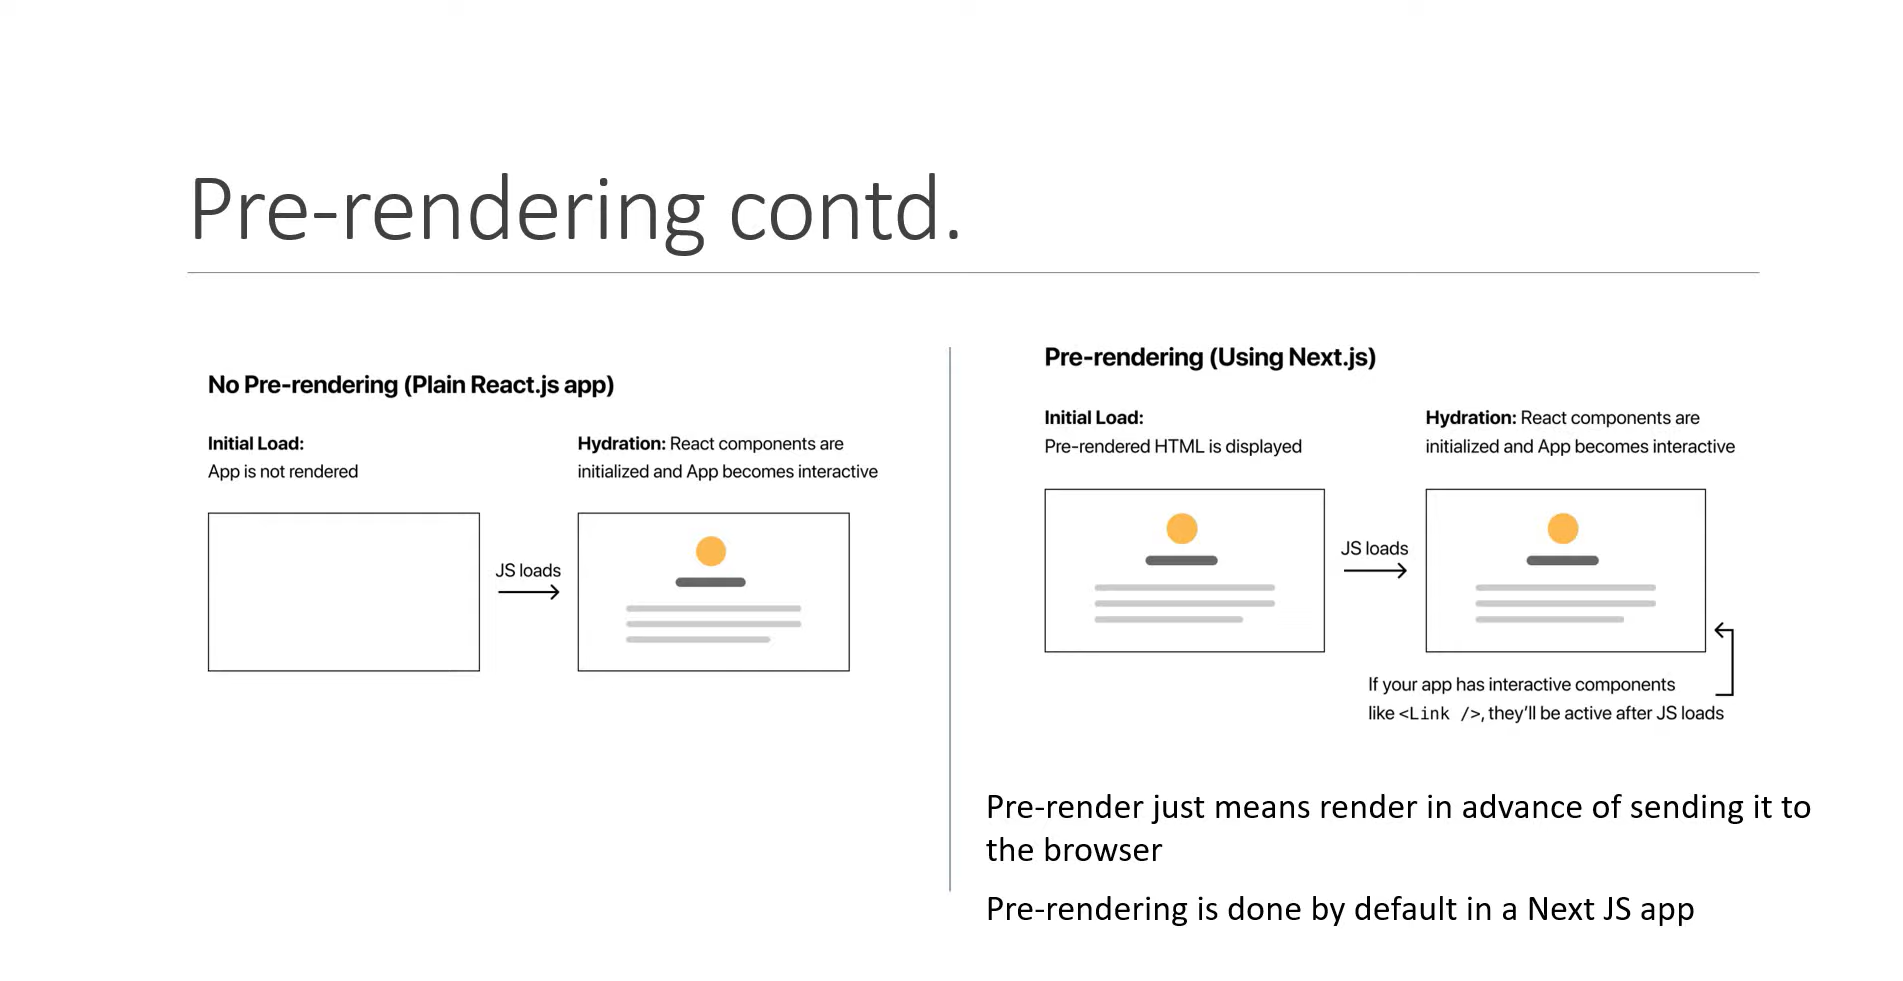 Pre-rendering contd.
No Pre-rendering (Plain React.js app)
Initial Load:
App is not rendered
Hydration: React components are
initialized and App becomes interactive
JS loads
Pre-rendering (Using Next.js)
Initial Load:
Pre-rendered HTML is displayed
Hydration: React components are
initialized and App becomes interactive
JS loads
If your app has interactive components
like <Link />, they'll be active after JS loads
Pre-render just means render in advance of sending it to
the browser
Pre-rendering is done by default in a Next JS app